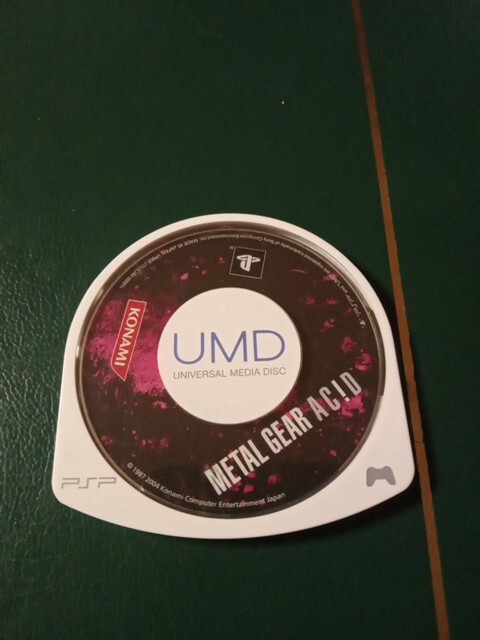 KONAMI
UMD
UNIVERSAL MEDIA DISC
METAL GEAR AC!D
© 1987 2004 Konami Computer Entertainment Japan
PSP